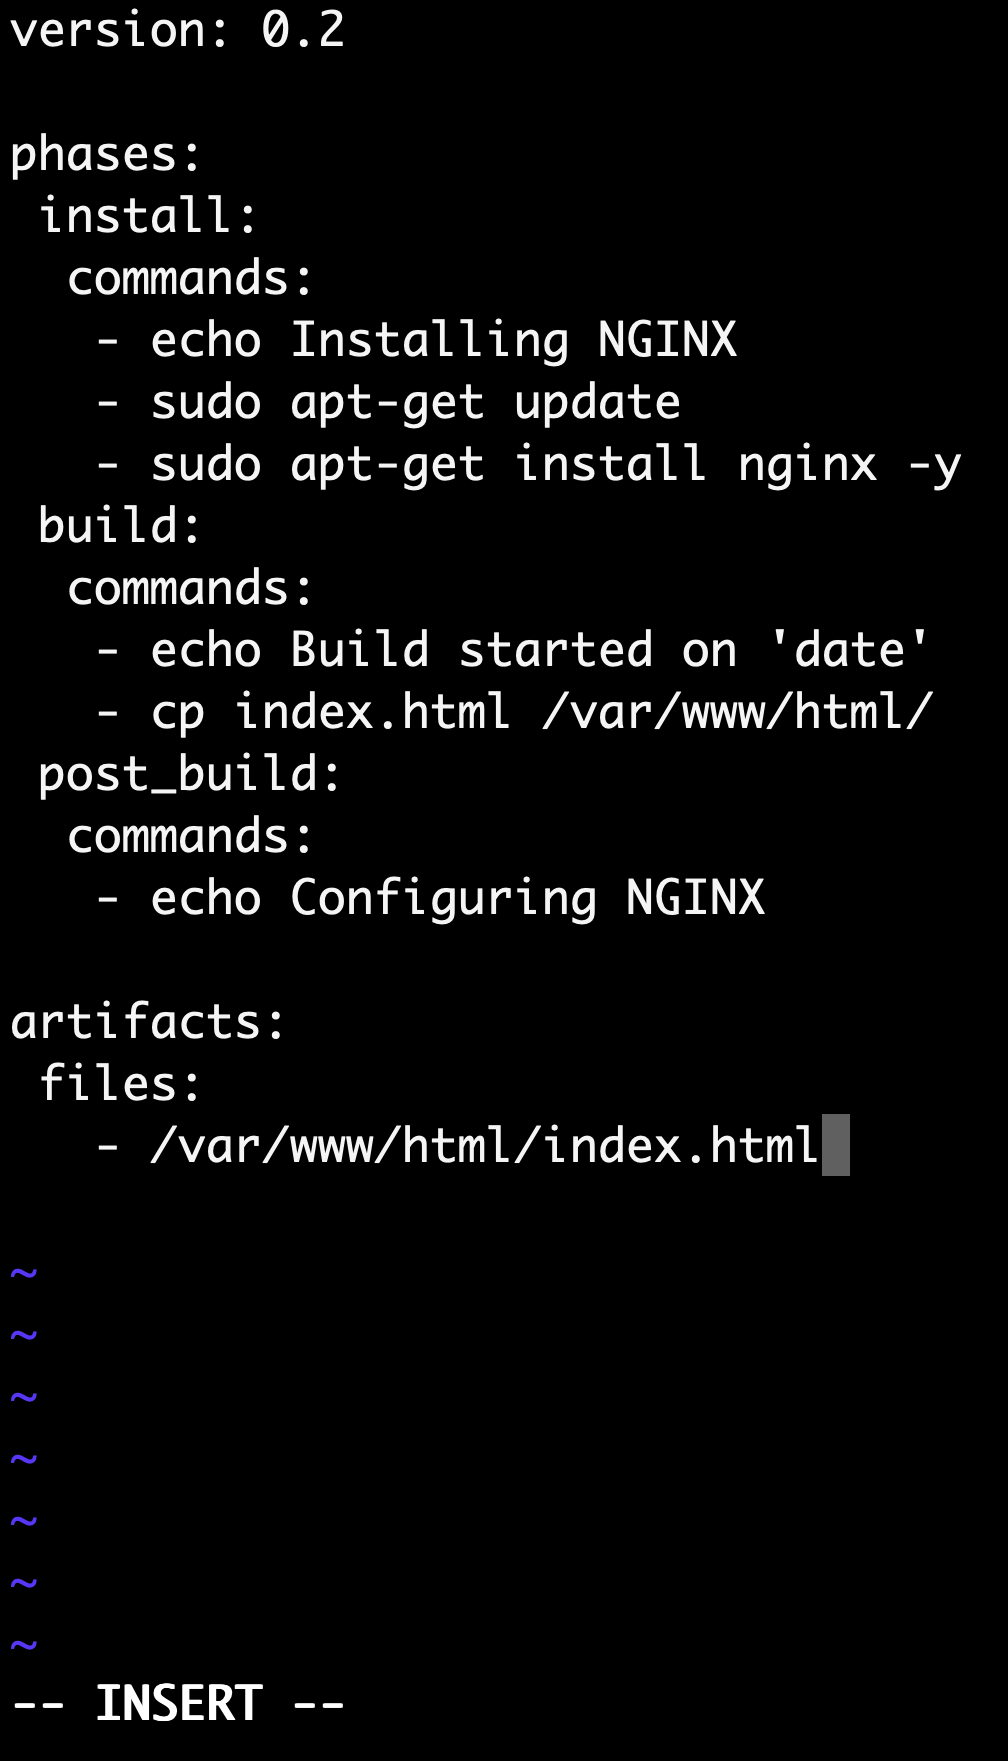 version: 0.2
phases:
 install:
  commands:
   - echo Installing NGINX
   - sudo apt-get update
   - sudo apt-get install nginx -y
 build:
  commands:
   - echo Build started on 'date'
   - cp index.html /var/www/html/
 post_build:
  commands:
   - echo Configuring NGINX
artifacts:
 files:
   - /var/www/html/index.html
~
~
~
~
~
~
~
-- INSERT --